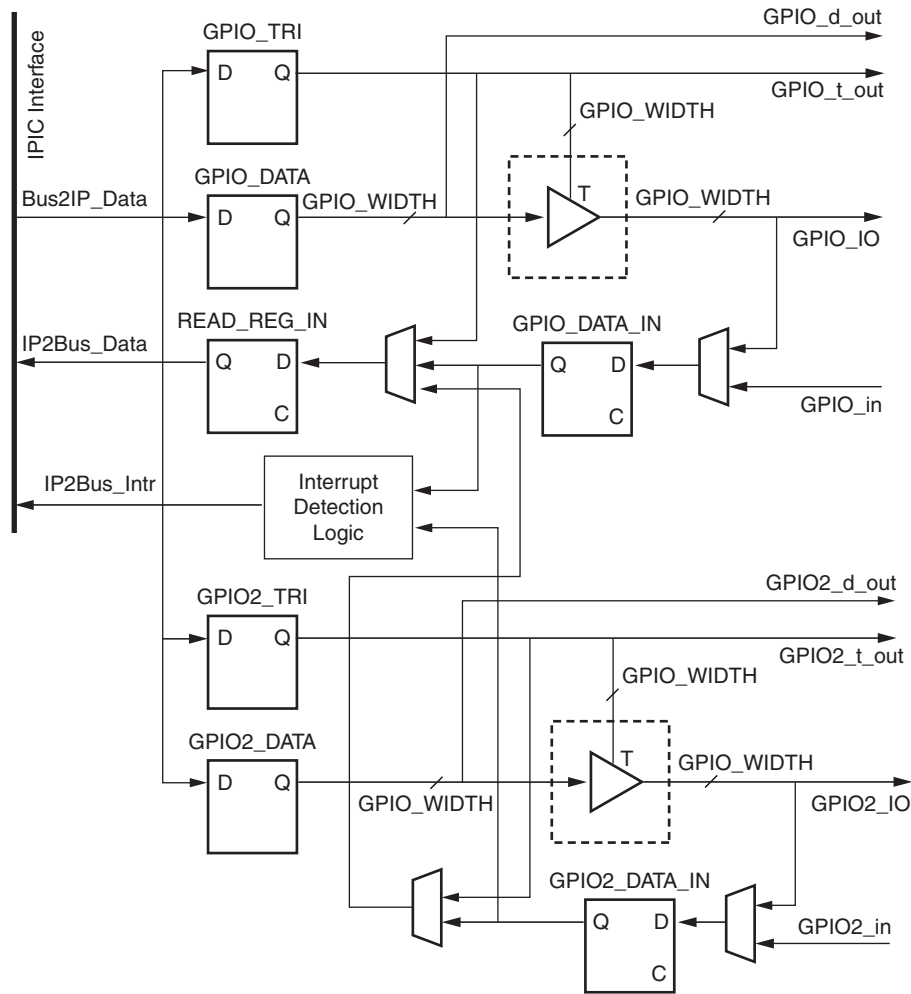 GPIO_d_out
GPIO_TRI
IPIC Interface
D Q
GPIO_t_out
GPIO_WIDTH
GPIO_DATA
T
Bus2IP_Data
GPIO_WIDTH
GPIO_WIDTH
D Q
GPIO_IO
READ_REG_IN
GPIO_DATA_IN
IP2Bus_Data
Q D
C
Q D
C
GPIO_in
IP2Bus_Intr
Interrupt
Detection
Logic
GPIO2_d_out
GPIO2_TRI
D Q
GPIO2_t_out
GPIO_WIDTH
GPIO2_DATA
T
GPIO_WIDTH
D Q
GPIO_WIDTH
GPIO2_IO
GPIO2_DATA_IN
Q D
C
GPIO2_in